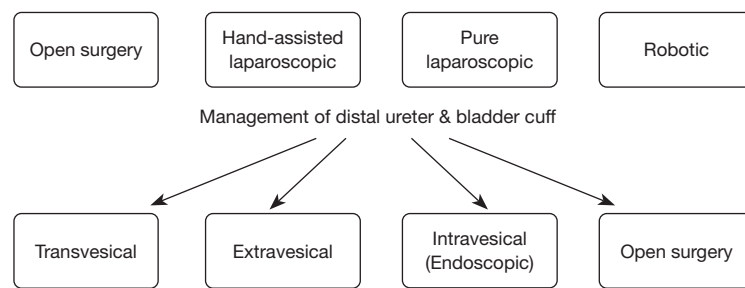 Open surgery
Hand-assisted
laparoscopic
Pure
laparoscopic
Robotic
Management of distal ureter & bladder cuff
Transvesical
Extravesical
Intravesical
(Endoscopic)
Open surgery